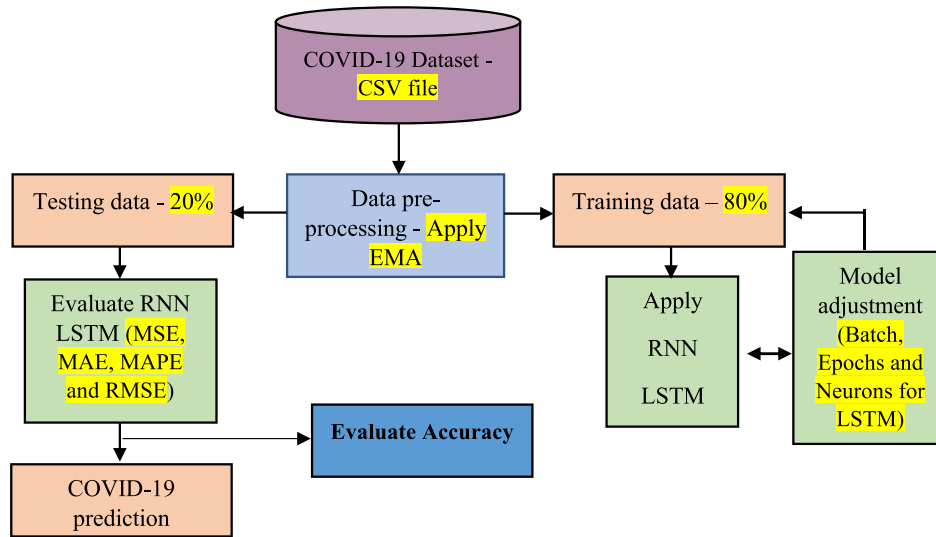 COVID-19 Dataset -
CSV file
Testing data - 20%
Data pre-
processing - Apply
EMA
Training data – 80%
Evaluate RNN
LSTM (MSE,
MAE, MAPE
and RMSE)
Apply
RNN
LSTM
Model
adjustment
(Batch,
Epochs and
Neurons for
LSTM)
Evaluate Accuracy
COVID-19
prediction